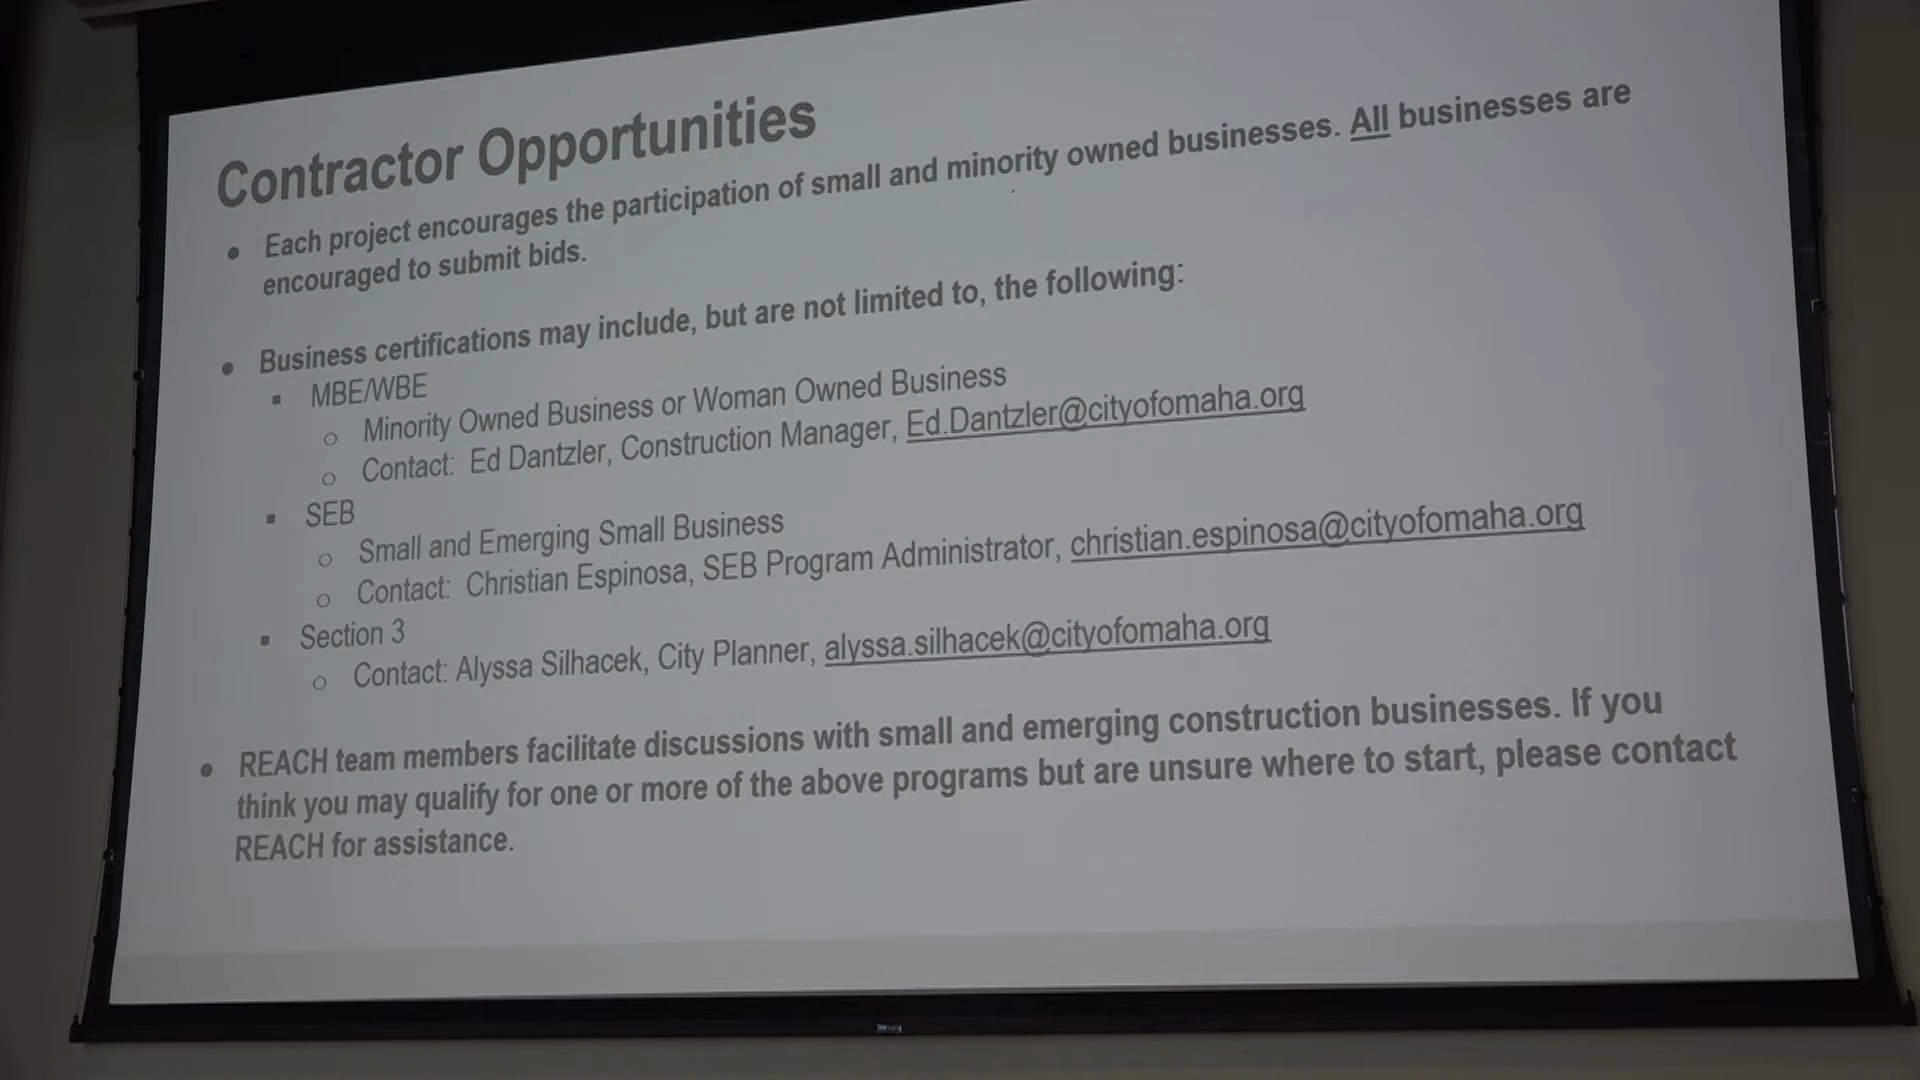 Contractor Opportunities
• Each project encourages the participation of small and minority owned businesses. All businesses are
encouraged to submit bids.
• Business certifications may include, but are not limited to, the following:
▪ MBE/WBE
o Minority Owned Business or Woman Owned Business
o Contact: Ed Dantzler, Construction Manager, Ed.Dantzler@cityofomaha.org
▪ SEB
o Small and Emerging Small Business
o Contact: Christian Espinosa, SEB Program Administrator, christian.espinosa@cityofomaha.org
▪ Section 3
o Contact: Alyssa Silhacek, City Planner, alyssa.silhacek@cityofomaha.org
• REACH team members facilitate discussions with small and emerging construction businesses. If you
think you may qualify for one or more of the above programs but are unsure where to start, please contact
REACH for assistance.